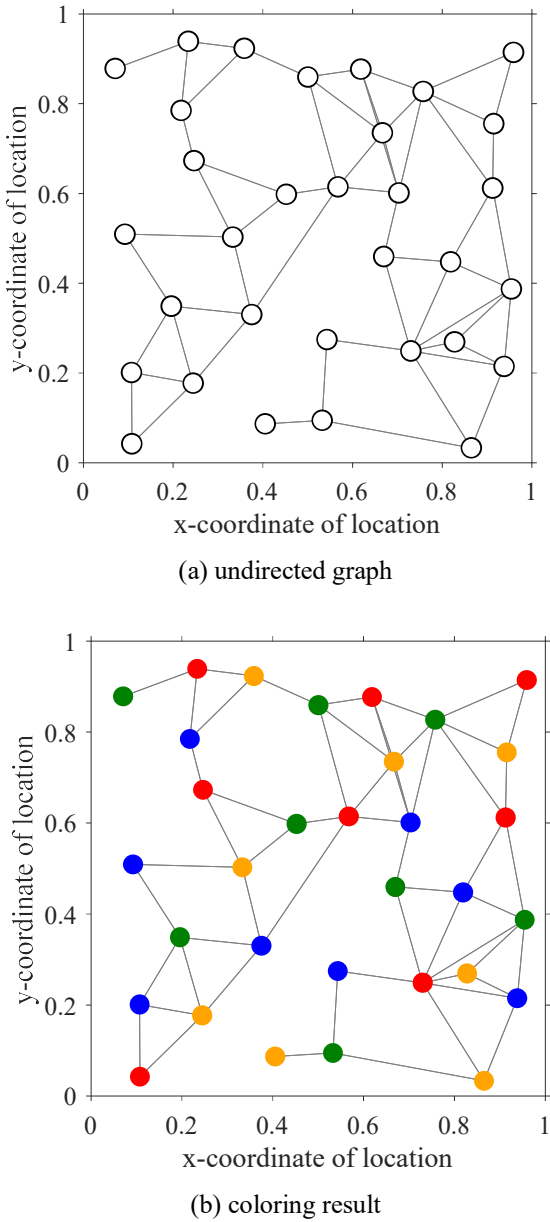 1
0.8
0.6
0.4
0.2
0
y-coordinate of location
0 0.2 0.4 0.6 0.8 1
x-coordinate of location
(a) undirected graph
1
0.8
0.6
0.4
0.2
0
y-coordinate of location
0 0.2 0.4 0.6 0.8 1
x-coordinate of location
(b) coloring result